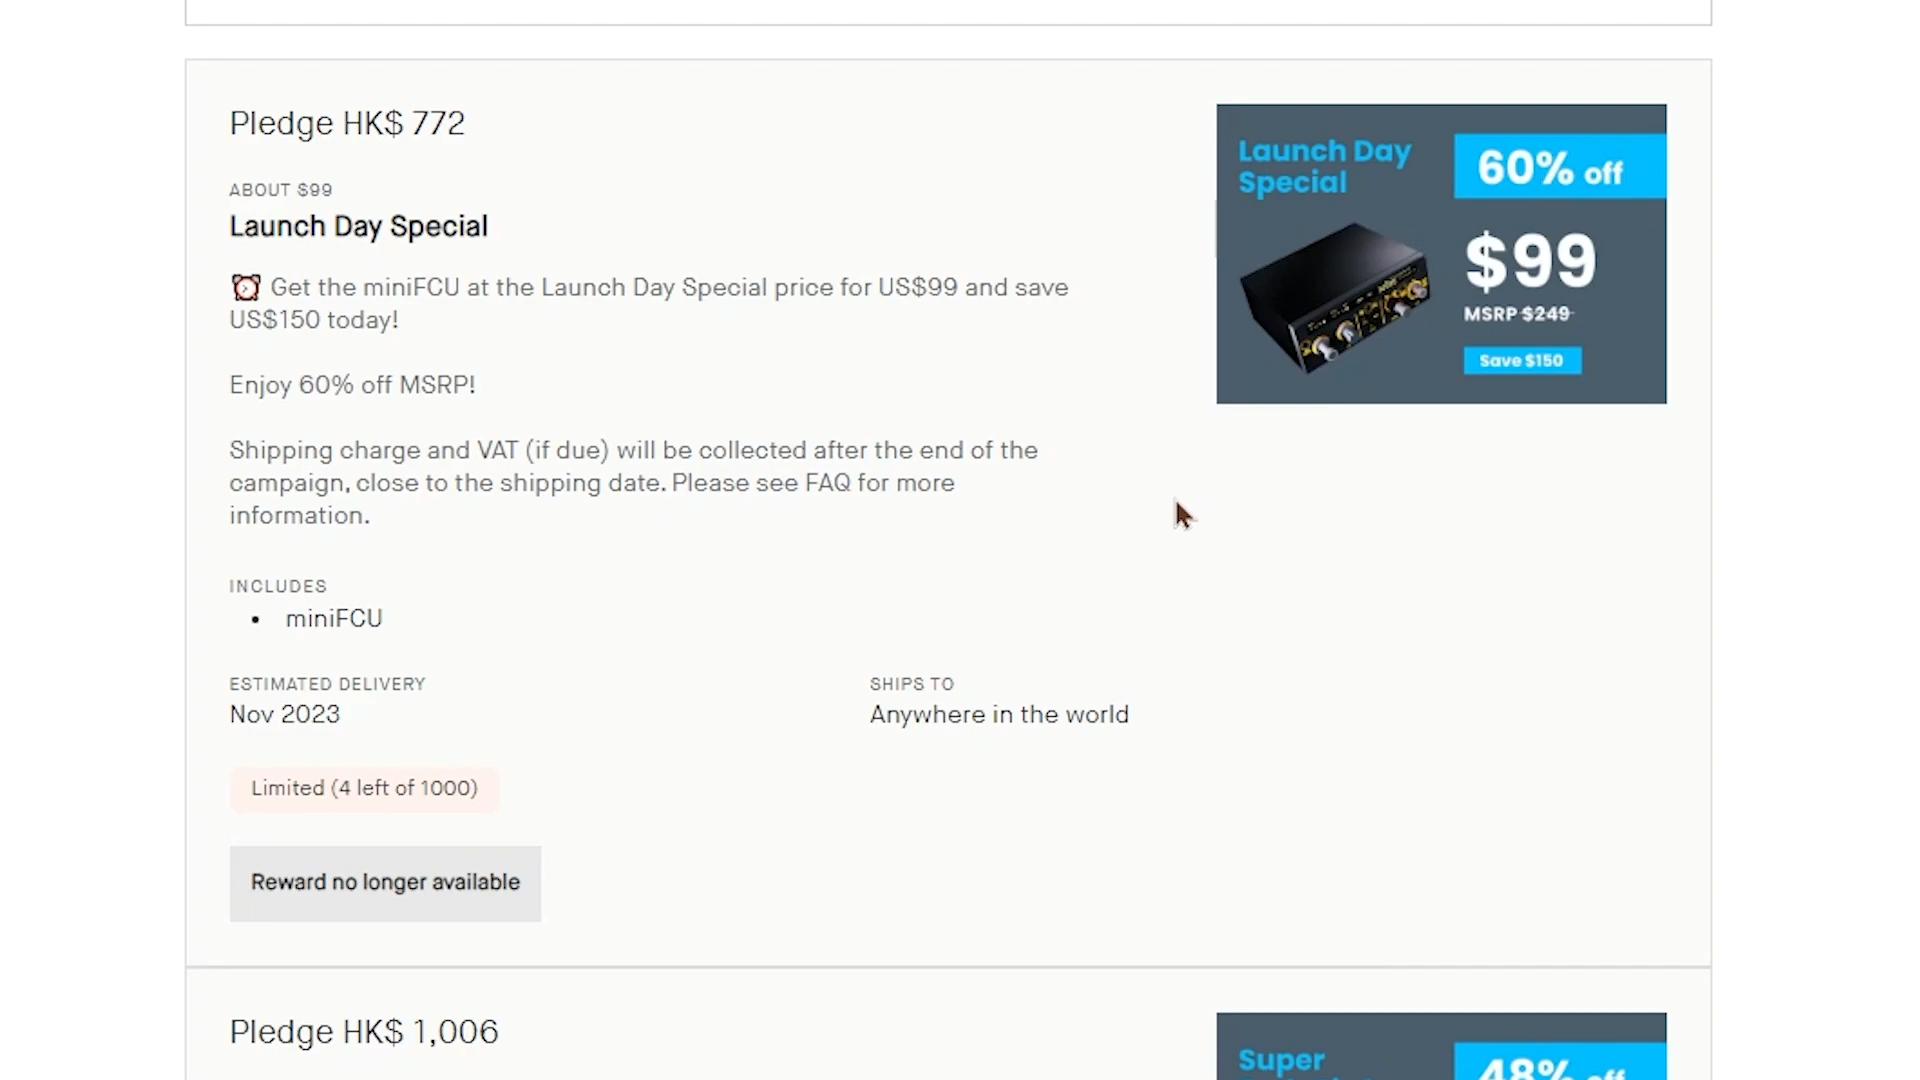 Pledge HK$ 772
ABOUT $99
Launch Day Special
Get the miniFCU at the Launch Day Special price for US$99 and save
US$150 today!
Enjoy 60% off MSRP!
Shipping charge and VAT (if due) will be collected after the end of the
campaign, close to the shipping date. Please see FAQ for more
information.
INCLUDES
• miniFCU
ESTIMATED DELIVERY
Nov 2023
SHIPS TO
Anywhere in the world
Limited (4 left of 1000)
Reward no longer available
Launch Day
Special
60% off
$99
MSRP $249
Save $150
Pledge HK$ 1,006
Super
48% off